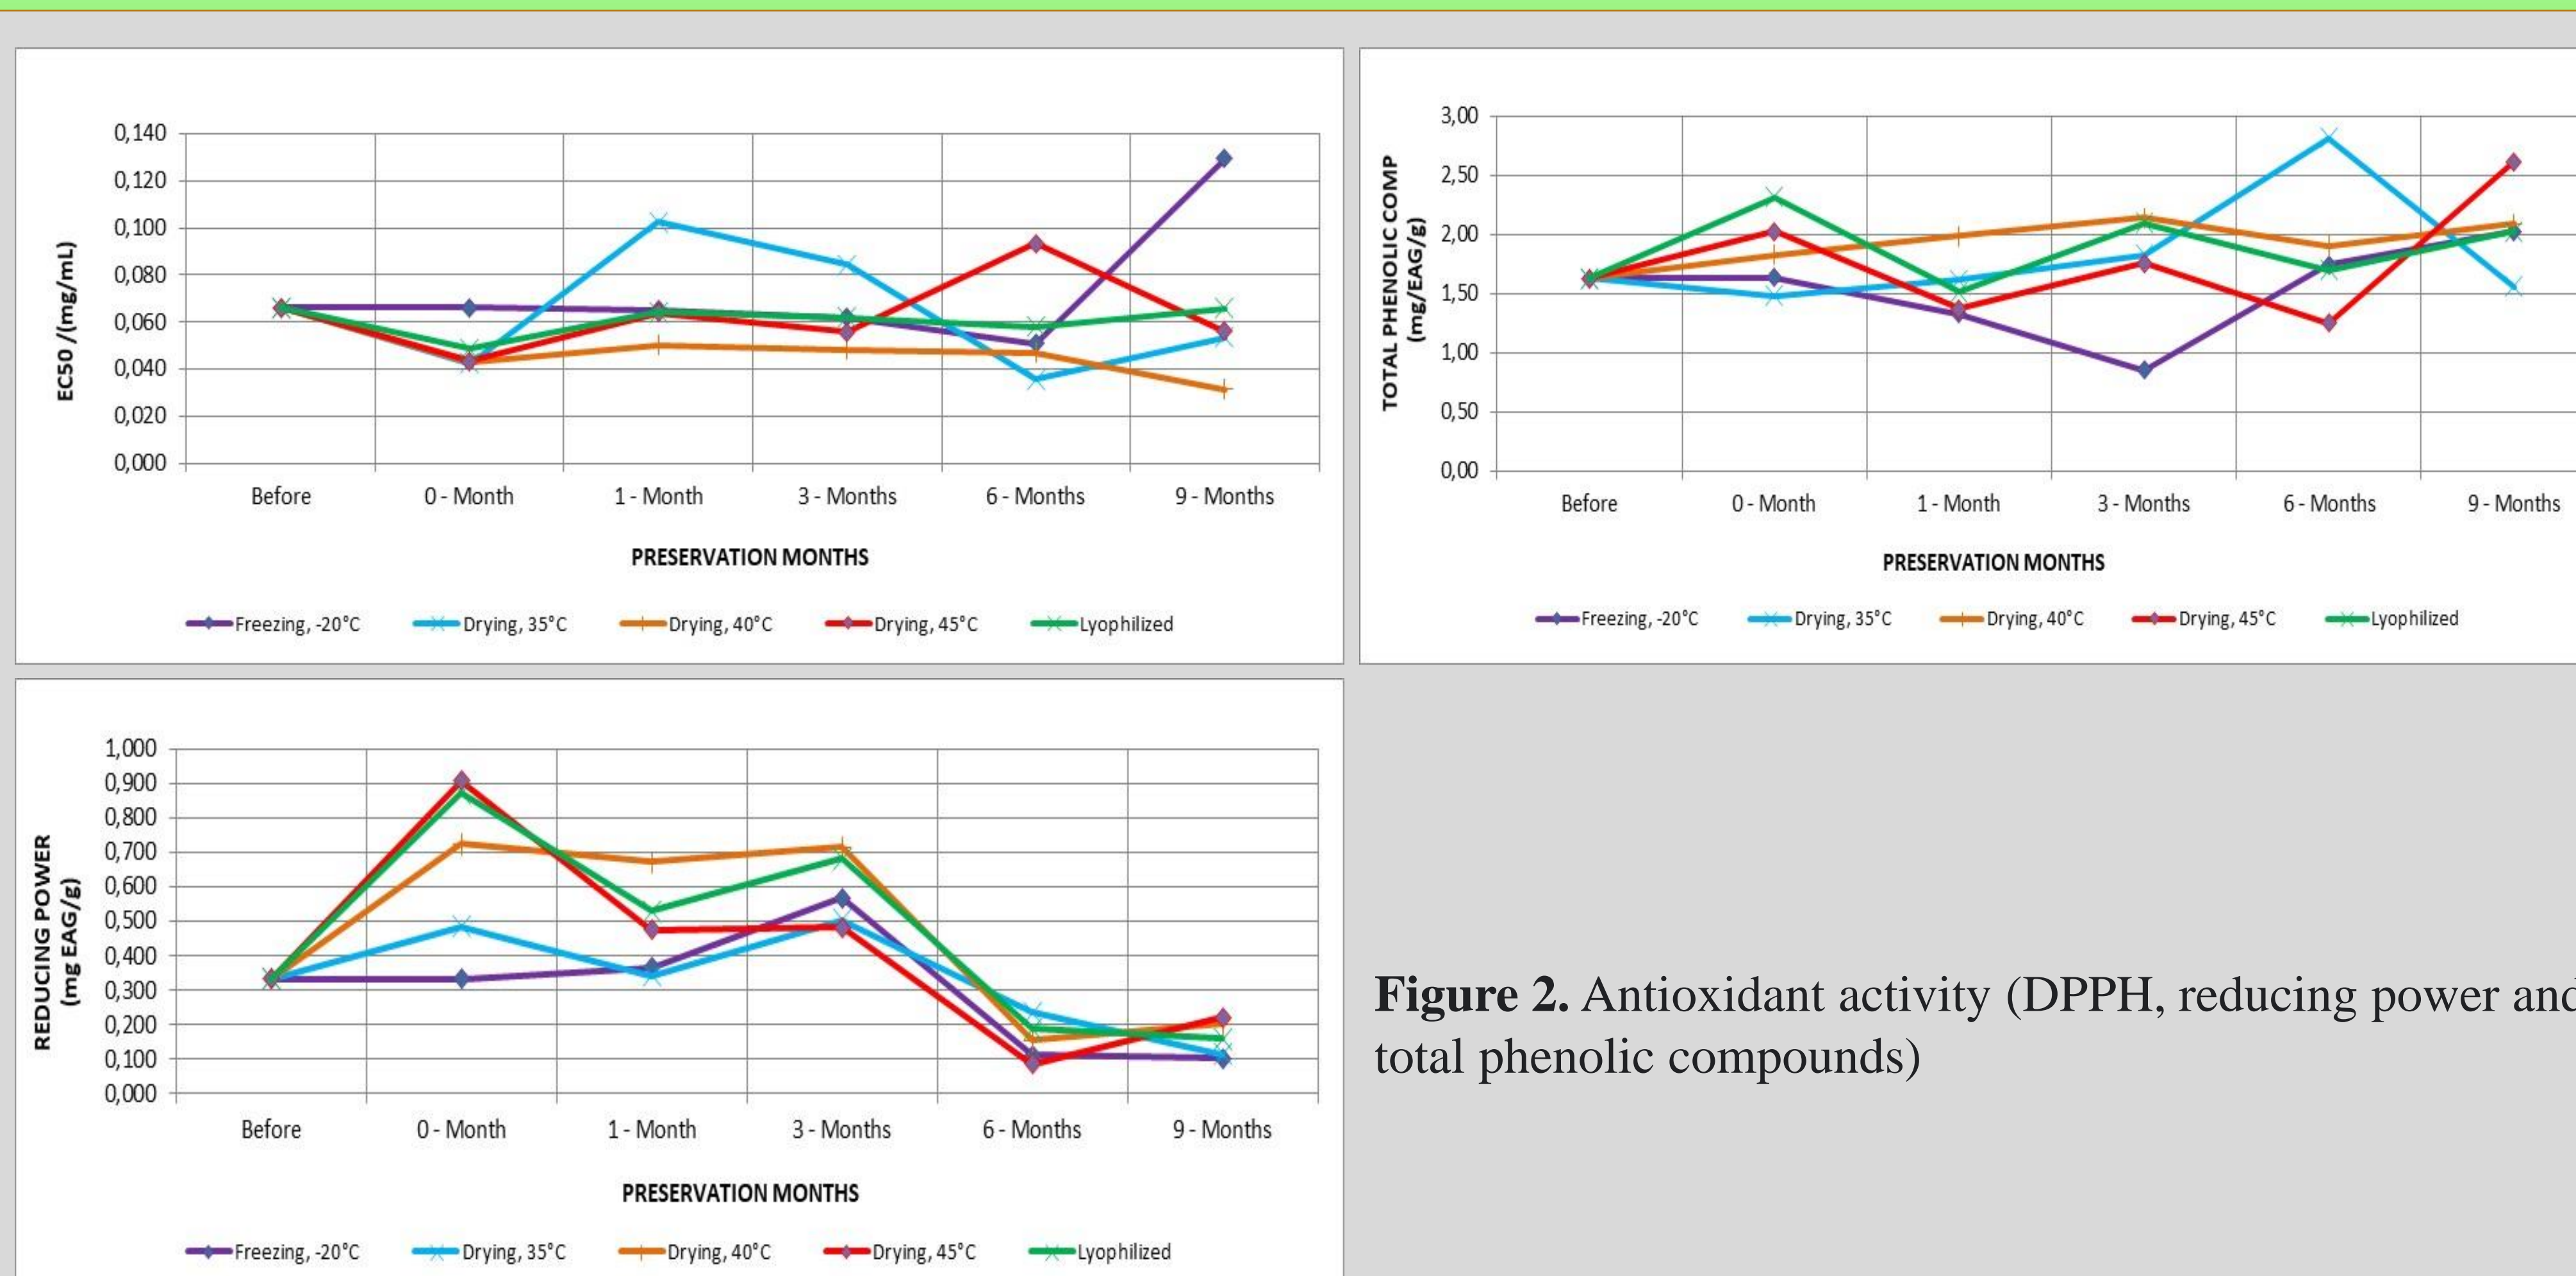 0,140
0,120
0,100
0,080
0,060
0,040
0,020
0,000
EC50 /(mg/mL)
Before 0 - Month 1 - Month 3 - Months 6 - Months 9 - Months
PRESERVATION MONTHS
Freezing, -20°C Drying, 35°C Drying, 40°C Drying, 45°C Lyophilized
3,00
2,50
2,00
1,50
1,00
0,50
0,00
TOTAL PHENOLIC COMP
(mg/EAG/g)
Before 0 - Month 1 - Month 3 - Months 6 - Months 9 - Months
PRESERVATION MONTHS
Freezing, -20°C Drying, 35°C Drying, 40°C Drying, 45°C Lyophilized
1,000
0,900
0,800
0,700
0,600
0,500
0,400
0,300
0,200
0,100
0,000
REDUCING POWER
(mg EAG/g)
Before 0 - Month 1 - Month 3 - Months 6 - Months 9 - Months
PRESERVATION MONTHS
Freezing, -20°C Drying, 35°C Drying, 40°C Drying, 45°C Lyophilized
Figure 2. Antioxidant activity (DPPH, reducing power and
total phenolic compounds)